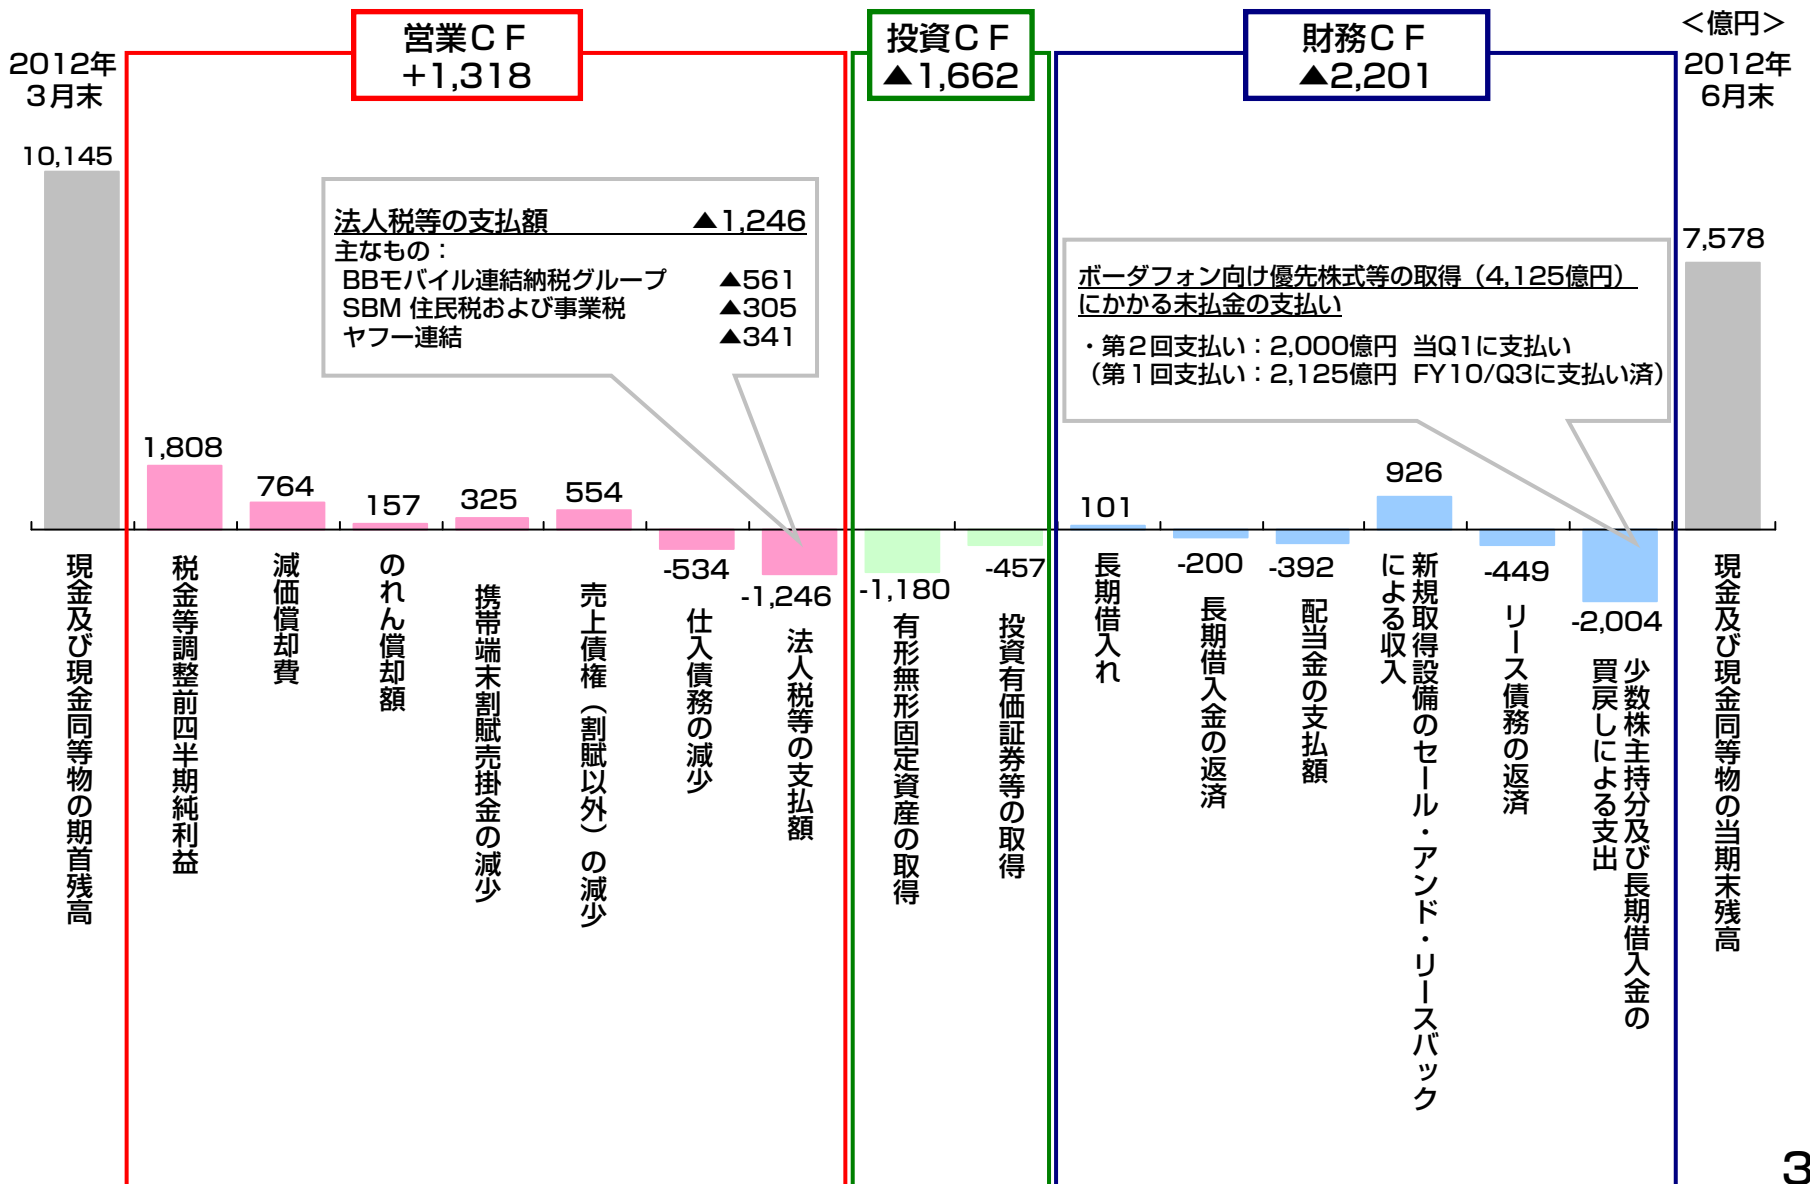 ＜億円＞
2012年
３月末
営業ＣＦ
+1,318
投資ＣＦ
▲1,662
財務ＣＦ
▲2,201
2012年
6月末
10,145
法人税等の支払額 ▲1,246
主なもの：
BBモバイル連結納税グループ ▲561
SBM 住民税および事業税 ▲305
ヤフー連結 ▲341
ボーダフォン向け優先株式等の取得（4,125億円）
にかかる未払金の支払い
・第２回支払い：2,000億円 当Q1に支払い
（第１回支払い：2,125億円 FY10/Q3に支払い済）
7,578
1,808
764
157
325
554
-534
-1,246
-1,180
-457
101
-200
-392
926
-449
-2,004
現金及び現金同等物の期首残高
税金等調整前四半期純利益
減価償却費
のれん償却額
携帯端末割賦売掛金の減少
売上債権（割賦以外）の減少
仕入債務の減少
法人税等の支払額
有形無形固定資産の取得
投資有価証券等の取得
長期借入れ
長期借入金の返済
配当金の支払額
新規取得設備のセール・アンド・リースバック
による収入
リース債務の返済
少数株主持分及び長期借入金の
買戻しによる支出
現金及び現金同等物の当期末残高
3